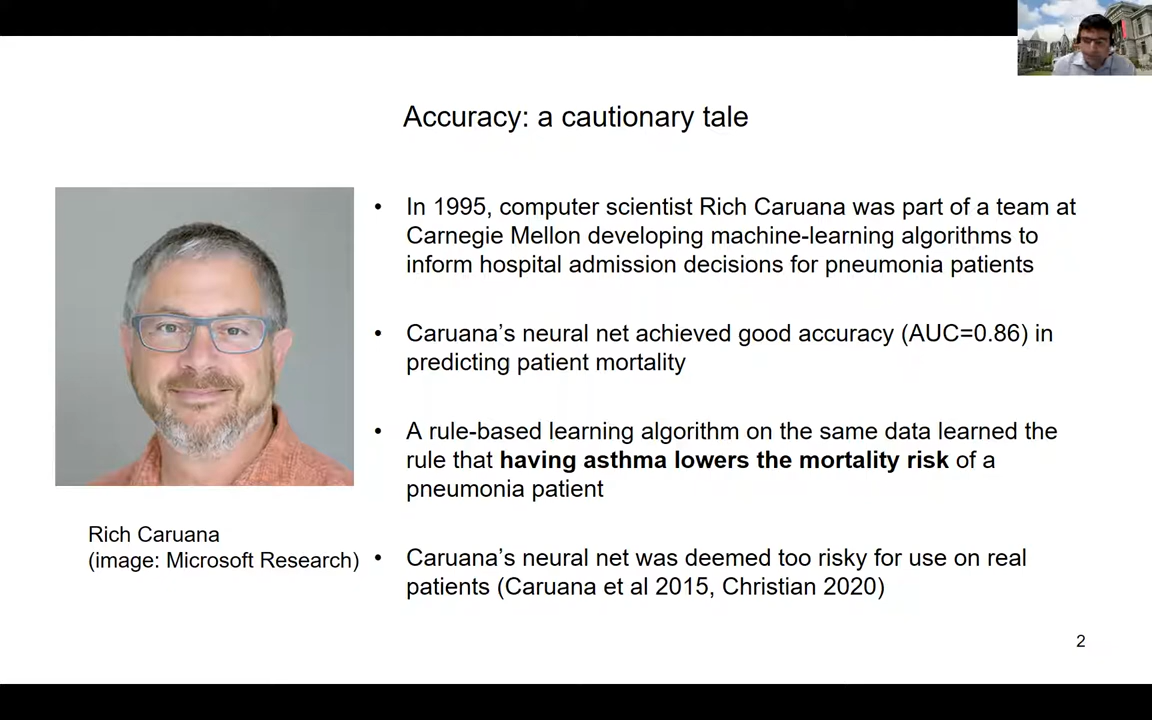 Accuracy: a cautionary tale
• In 1995, computer scientist Rich Caruana was part of a team at
Carnegie Mellon developing machine-learning algorithms to
inform hospital admission decisions for pneumonia patients
• Caruana’s neural net achieved good accuracy (AUC=0.86) in
predicting patient mortality
• A rule-based learning algorithm on the same data learned the
rule that having asthma lowers the mortality risk of a
pneumonia patient
Rich Caruana
(image: Microsoft Research)
• Caruana’s neural net was deemed too risky for use on real
patients (Caruana et al 2015, Christian 2020)
2